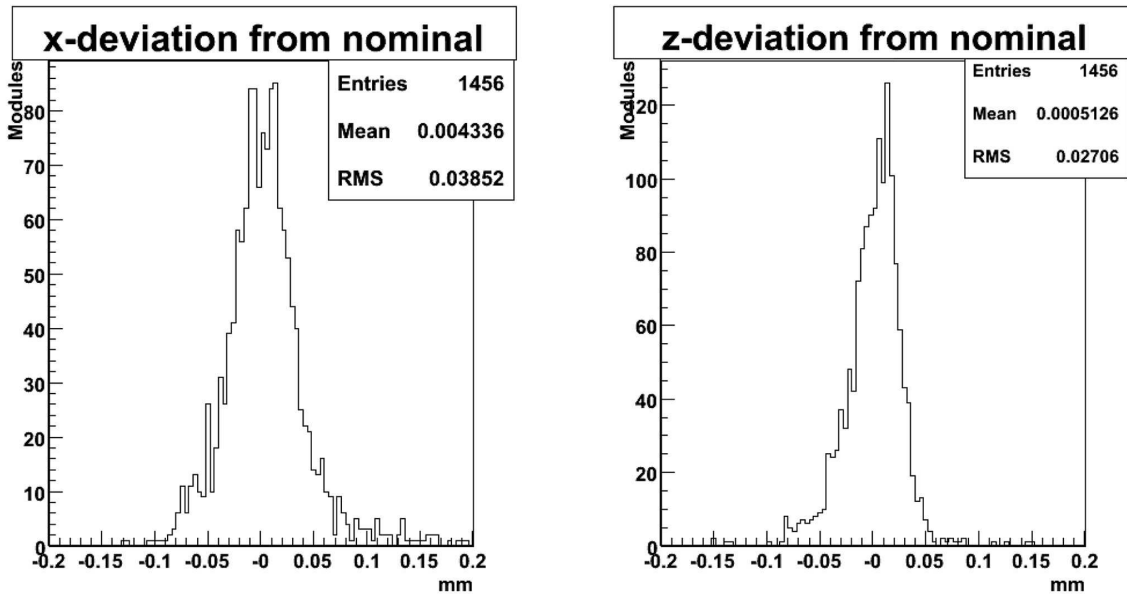 x-deviation from nominal
Modules
Entries 1456
Mean 0.004336
RMS 0.03852
80
70
60
50
40
30
20
10
0
-0.2 -0.15 -0.1 -0.05 -0 0.05 0.1 0.15 0.2
mm
z-deviation from nominal
Modules
Entries 1456
Mean 0.0005126
RMS 0.02706
120
100
80
60
40
20
0
-0.2 -0.15 -0.1 -0.05 -0 0.05 0.1 0.15 0.2
mm